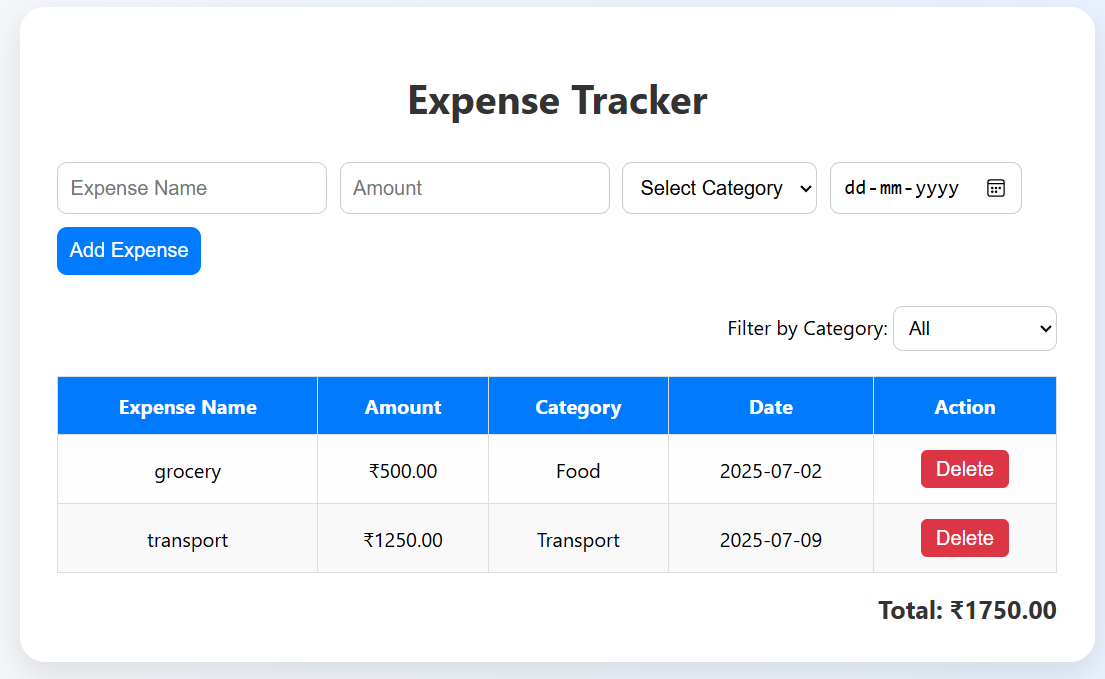 Expense Tracker
Expense Name Amount Select Category dd-mm-yyyy
Add Expense
Filter by Category: All
Expense Name Amount Category Date Action
grocery ₹500.00 Food 2025-07-02 Delete
transport ₹1250.00 Transport 2025-07-09 Delete
Total: ₹1750.00